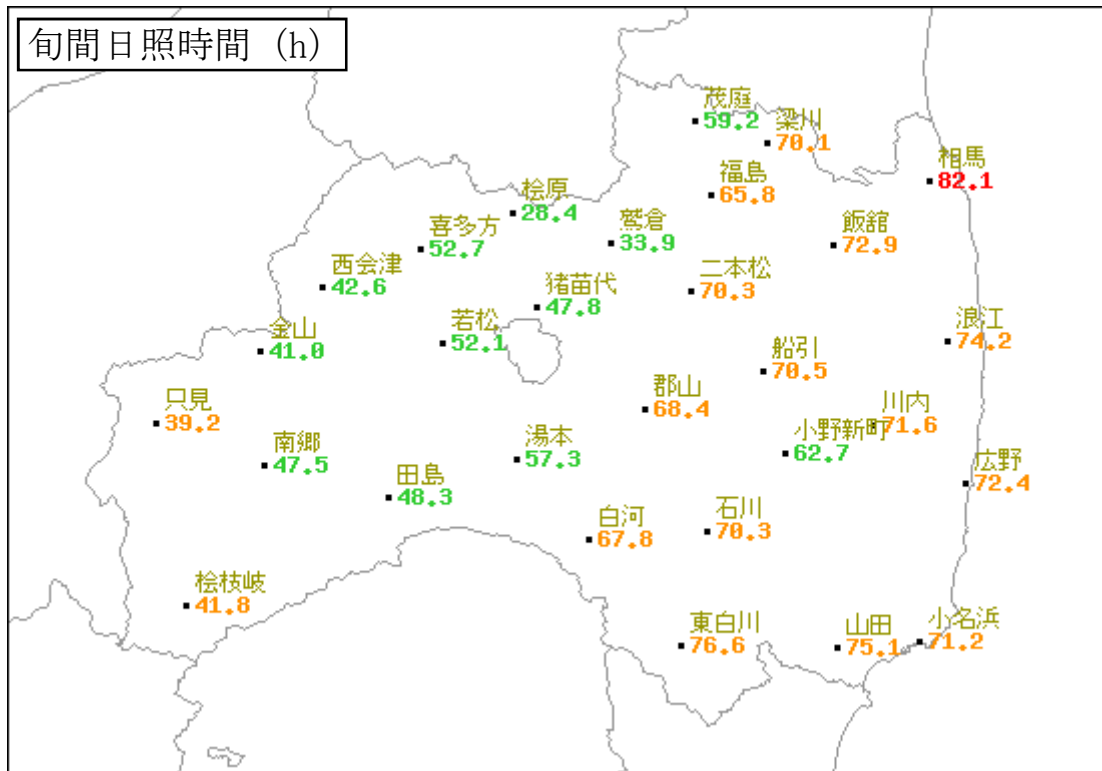 旬間日照時間 (h)
茂庭
59.2
梁川
70.1
相馬
82.1
福島
65.8
桧原
28.4
鷲倉
33.9
喜多方
52.7
飯舘
72.9
西会津
42.6
猪苗代
47.8
二本松
70.3
金山
41.0
若松
52.1
浪江
74.2
船引
70.5
只見
39.2
郡山
68.4
川内
71.6
南郷
47.5
湯本
57.3
小野新町
62.7
田島
48.3
広野
72.4
白河
67.8
石川
70.3
桧枝岐
41.8
東白川
76.6
山田
75.1
小名浜
71.2